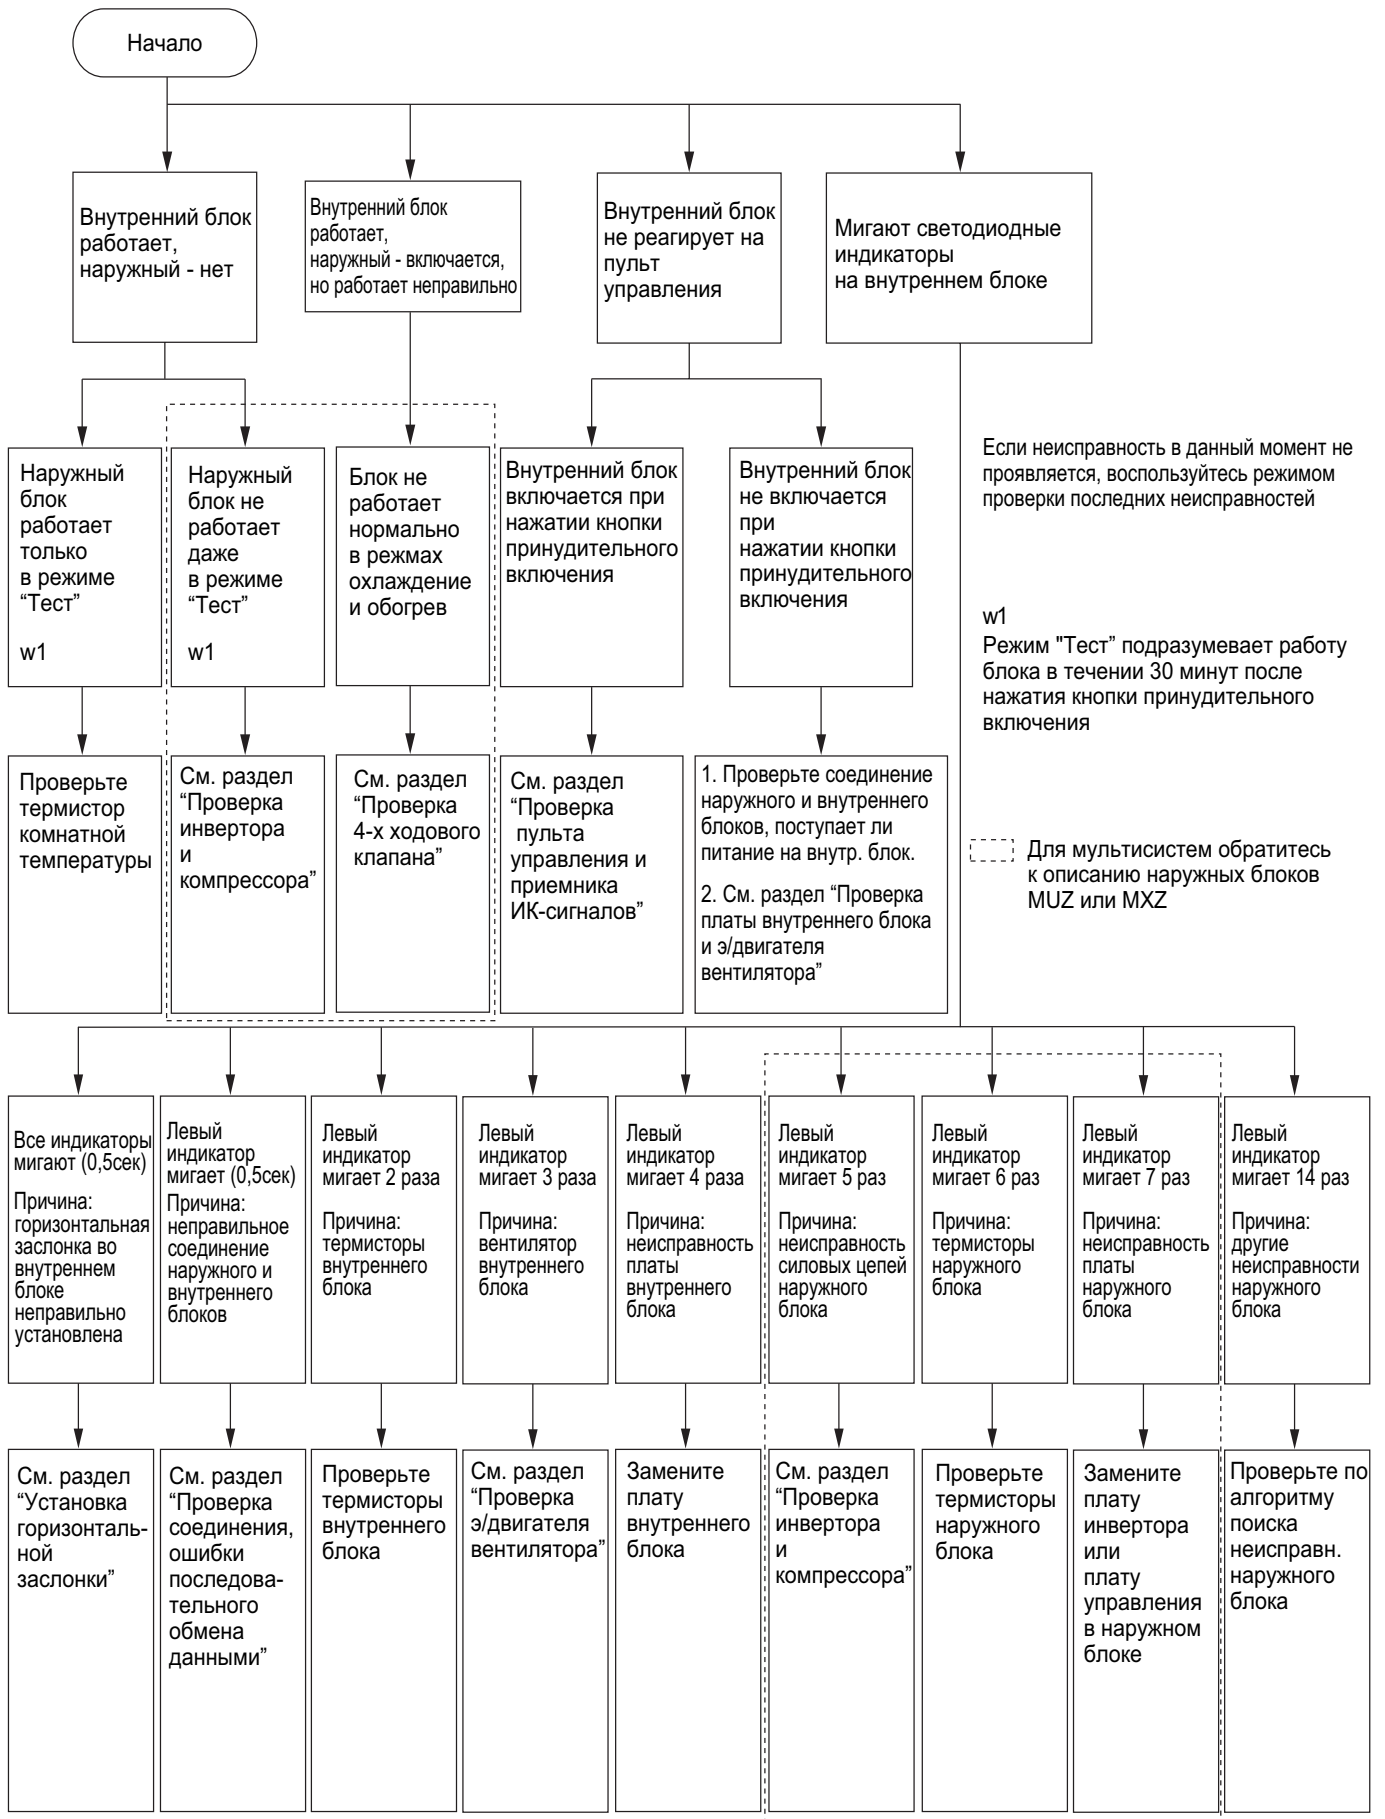 Начало
Внутренний блок
работает,
наружный - нет
Внутренний блок
работает,
наружный - включается,
но работает неправильно
Внутренний блок
не реагирует на
пульт
управления
Мигают светодиодные
индикаторы
на внутреннем блоке
Наружный
блок
работает
только
в режиме
“Тест”
w1
Наружный
блок не
работает
даже
в режиме
“Тест”
w1
Блок не
работает
нормально
в режмах
охлаждение
и обогрев
Внутренний блок
включается при
нажатии кнопки
принудительного
включения
Внутренний блок
не включается
при
нажатии кнопки
принудительного
включения
Если неисправность в данный момент не
проявляется, воспользуйтесь режимом
проверки последних неисправностей
w1
Режим "Тест” подразумевает работу
блока в течении 30 минут после
нажатия кнопки принудительного
включения
Проверьте
термистор
комнатной
температуры
См. раздел
“Проверка
инвертора
и
компрессора”
См. раздел
“Проверка
4-х ходового
клапана”
См. раздел
“Проверка
пульта
управления и
приемника
ИК-сигналов”
1. Проверьте соединение
наружного и внутреннего
блоков, поступает ли
питание на внутр. блок.
2. См. раздел “Проверка
платы внутреннего блока
и э/двигателя
вентилятора”
Для мультисистем обратитесь
к описанию наружных блоков
MUZ или MXZ
Все индикаторы
мигают (0,5сек)
Причина:
горизонтальная
заслонка во
внутреннем
блоке
неправильно
установлена
Левый
индикатор
мигает (0,5сек)
Причина:
неправильное
соединение
наружного и
внутреннего
блоков
Левый
индикатор
мигает 2 раза
Причина:
термисторы
внутреннего
блока
Левый
индикатор
мигает 3 раза
Причина:
вентилятор
внутреннего
блока
Левый
индикатор
мигает 4 раза
Причина:
неисправность
платы
внутреннего
блока
Левый
индикатор
мигает 5 раз
Причина:
неисправность
силовых цепей
наружного
блока
Левый
индикатор
мигает 6 раз
Причина:
термисторы
наружного
блока
Левый
индикатор
мигает 7 раз
Причина:
неисправность
платы
наружного
блока
Левый
индикатор
мигает 14 раз
Причина:
другие
неисправности
наружного
блока
См. раздел
“Установка
горизонталь-
ной
заслонки”
См. раздел
“Проверка
соединения,
ошибки
последова-
тельного
обмена
данными”
Проверьте
термисторы
внутреннего
блока
См. раздел
“Проверка
э/двигателя
вентилятора”
Замените
плату
внутреннего
блока
См. раздел
“Проверка
инвертора
и
компрессора”
Проверьте
термисторы
наружного
блока
Замените
плату
инвертора
или
плату
управления
в наружном
блоке
Проверьте по
алгоритму
поиска
неисправн.
наружного
блока